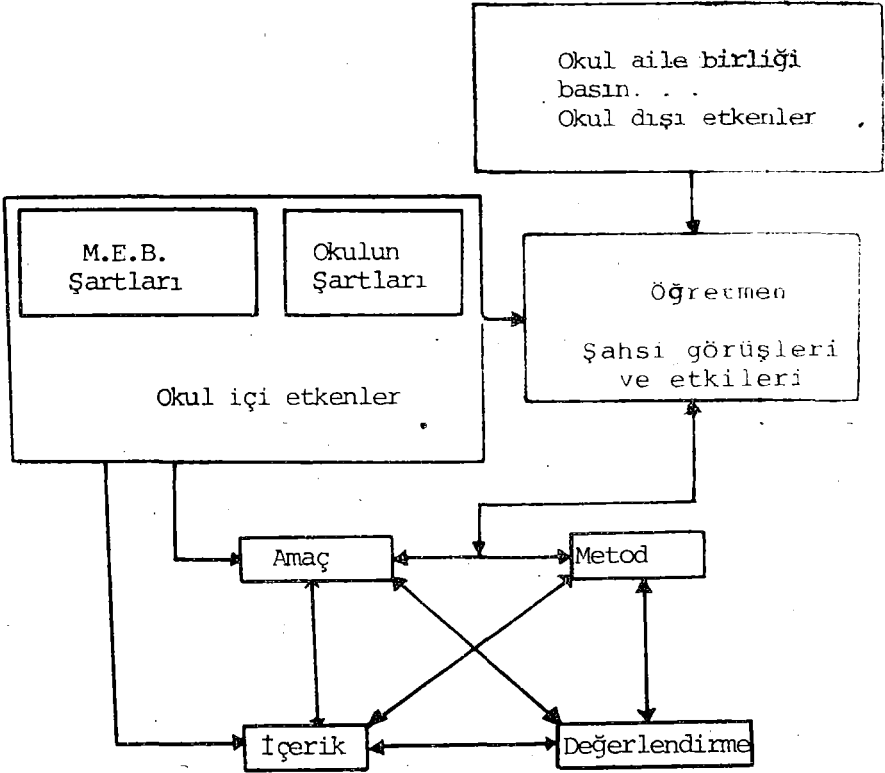 Okul aile birliği
basın. . .
Okul dışı etkenler
M.E.B.
Şartları
Okulun
Şartları
Okul içi etkenler
Öğretmen
Şahsi görüşleri
ve etkileri
Amaç
Metod
İçerik
Değerlendirme